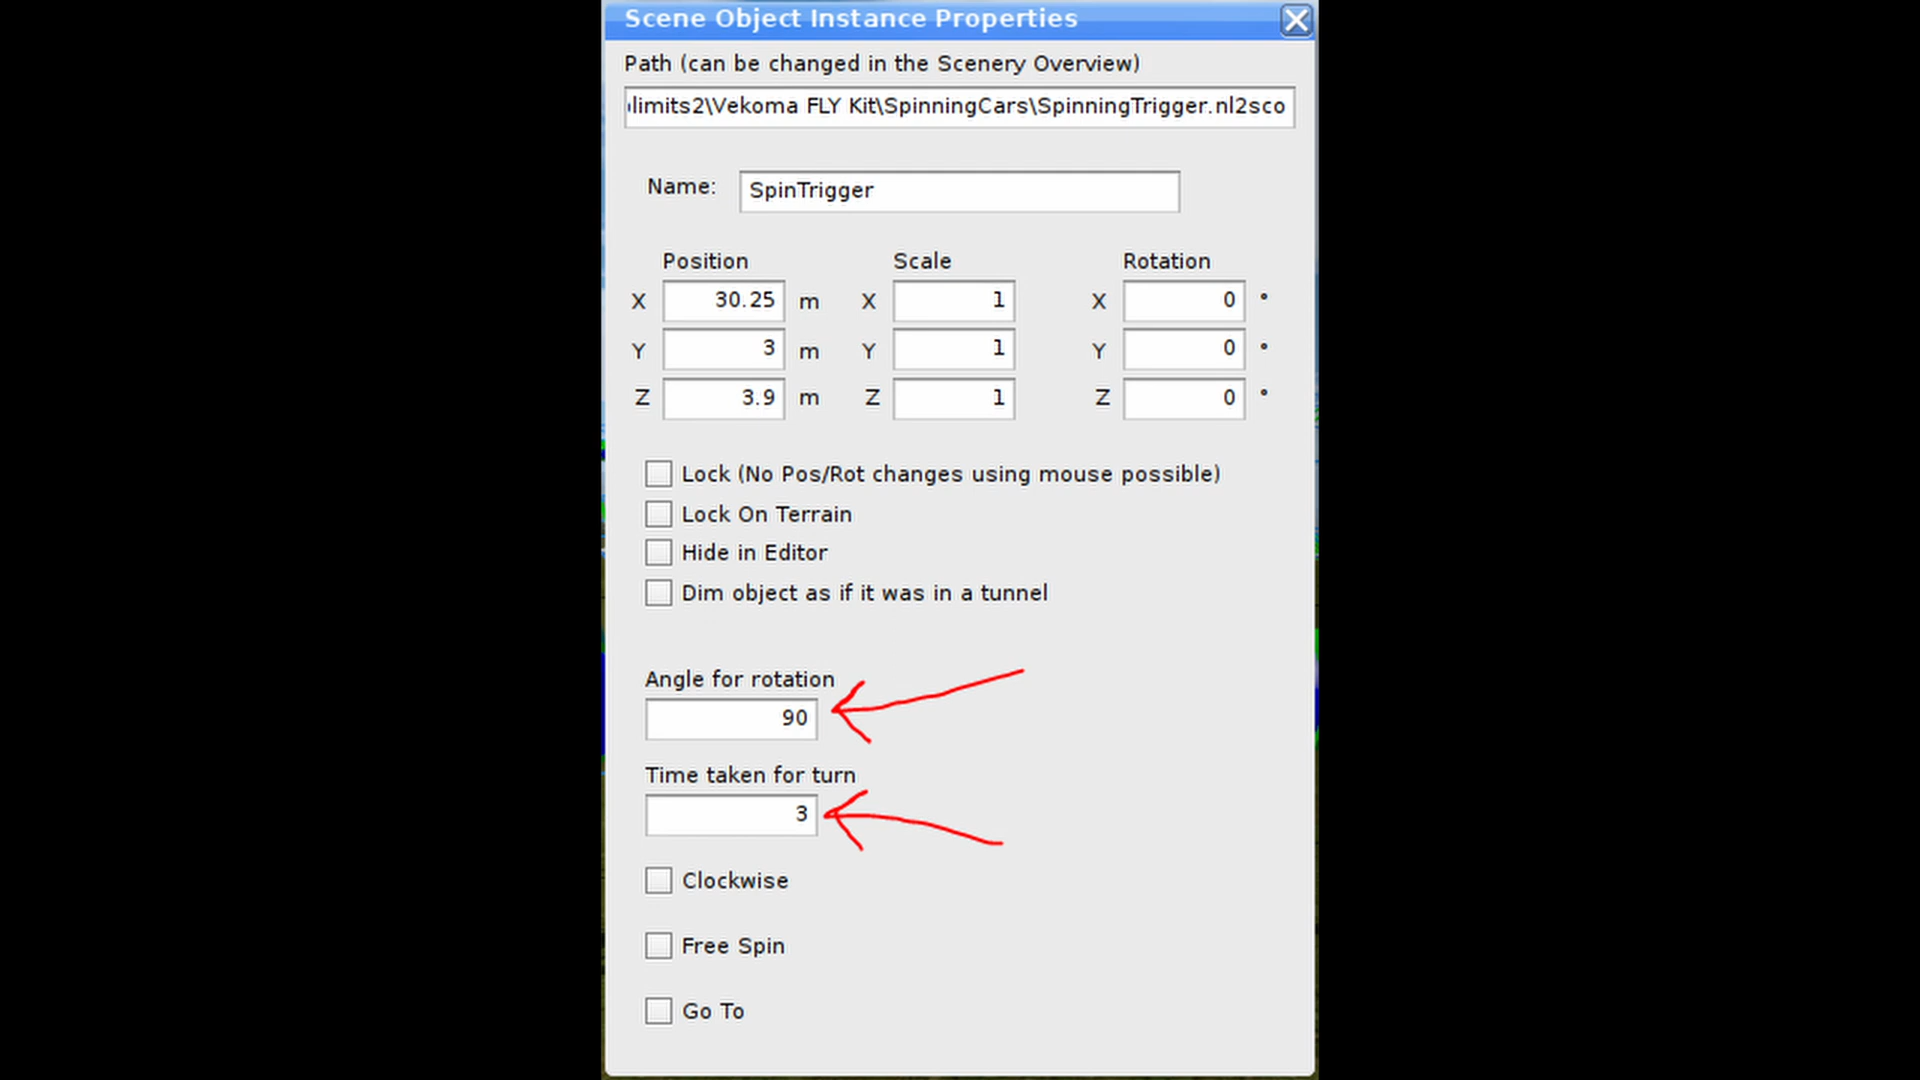 Scene Object Instance Properties
Path (can be changed in the Scenery Overview)
limits2\Vekoma FLY Kit\SpinningCars\SpinningTrigger.nl2sco
Name: SpinTrigger
Position Scale Rotation
X 30.25 m X 1 X 0 °
Y 3 m Y 1 Y 0 °
Z 3.9 m Z 1 Z 0 °
Lock (No Pos/Rot changes using mouse possible)
Lock On Terrain
Hide in Editor
Dim object as if it was in a tunnel
Angle for rotation
90
Time taken for turn
3
Clockwise
Free Spin
Go To